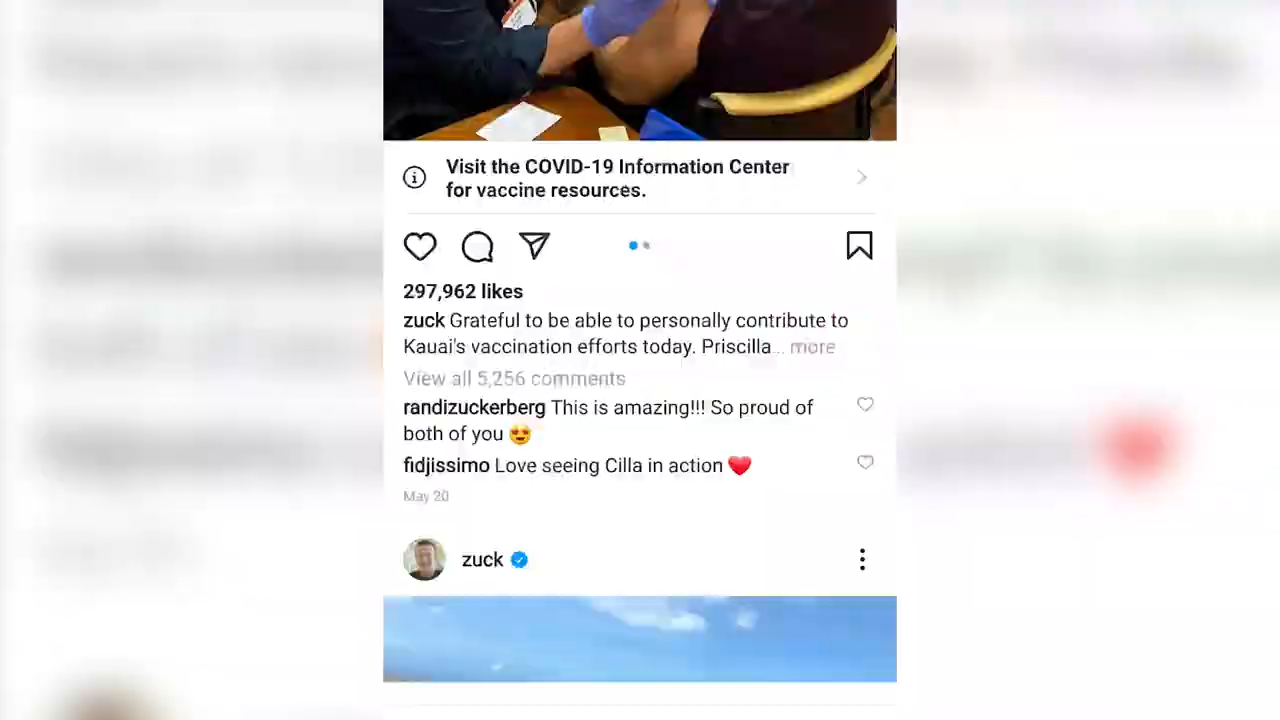 Visit the COVID-19 Information Center
for vaccine resources.
297,962 likes
zuck Grateful to be able to personally contribute to
Kauai's vaccination efforts today. Priscilla... more
View all 5,256 comments
randizuckerberg This is amazing!!! So proud of
both of you 😍
fidjissimo Love seeing Cilla in action ❤️
May 20
zuck